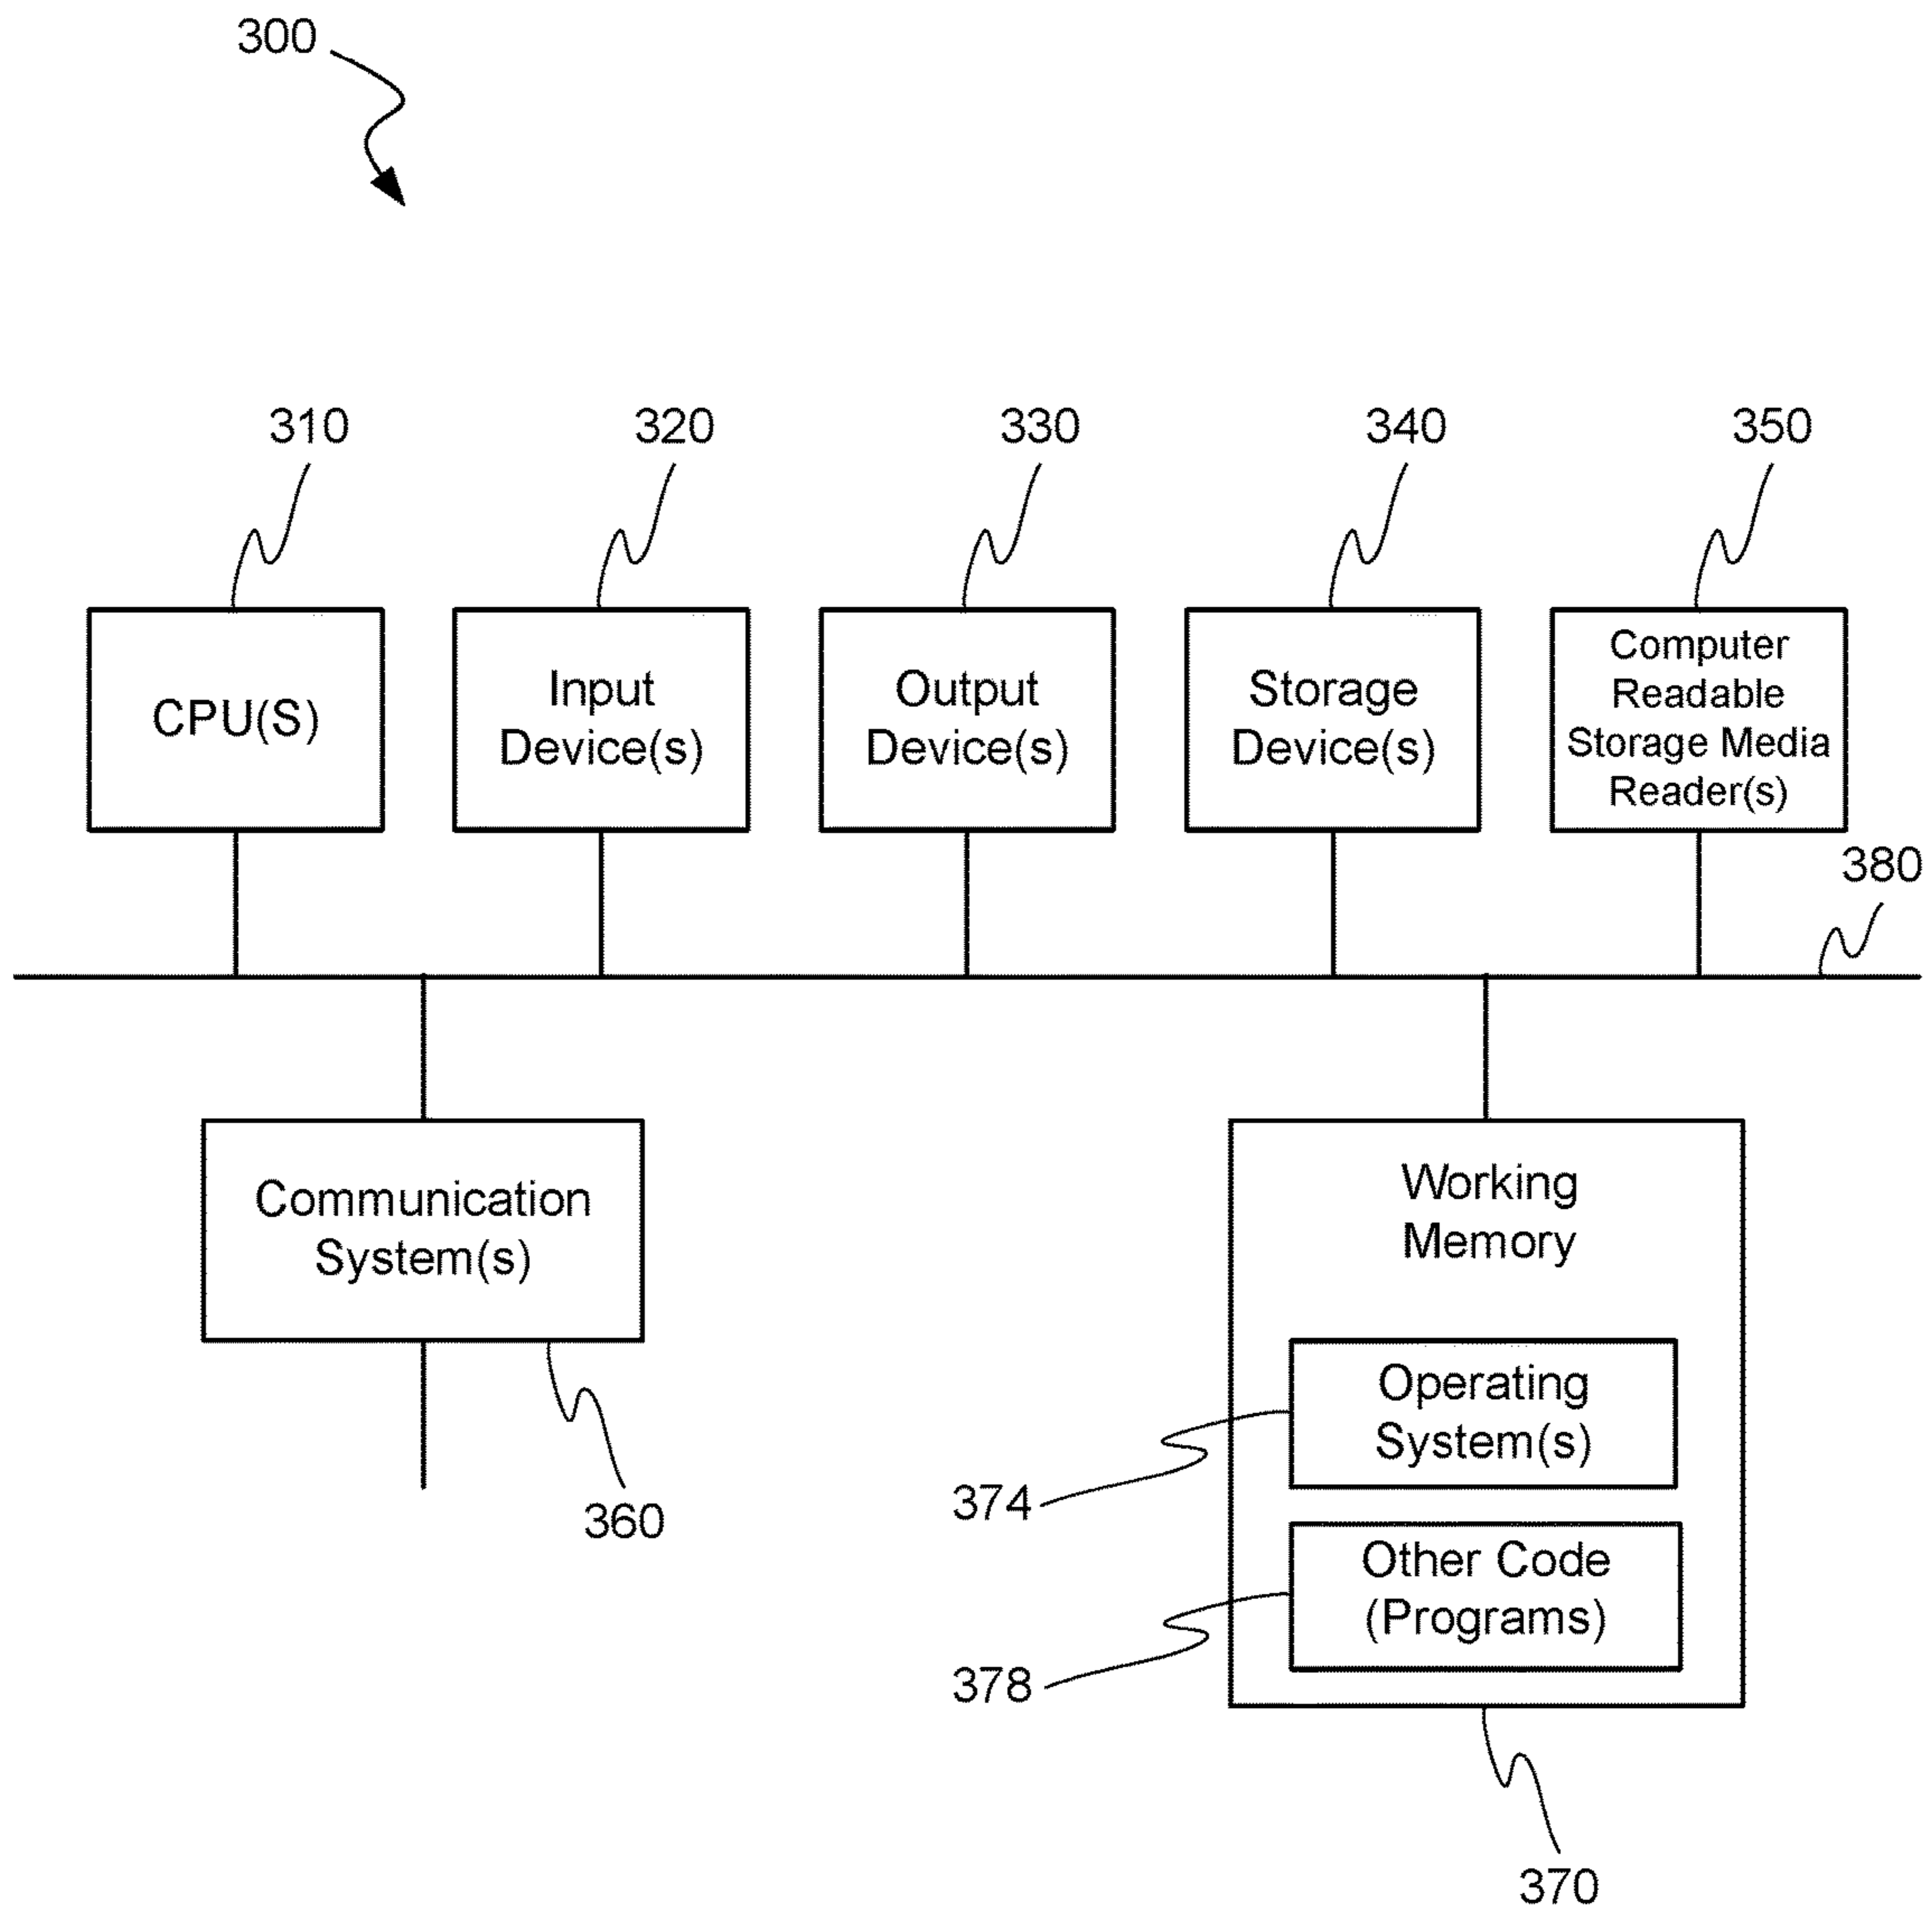 300
310
320
330
340
350
CPU(S)
Input
Device(s)
Output
Device(s)
Storage
Device(s)
Computer
Readable
Storage Media
Reader(s)
380
Communication
System(s)
360
Working
Memory
Operating
System(s)
374
Other Code
(Programs)
378
370